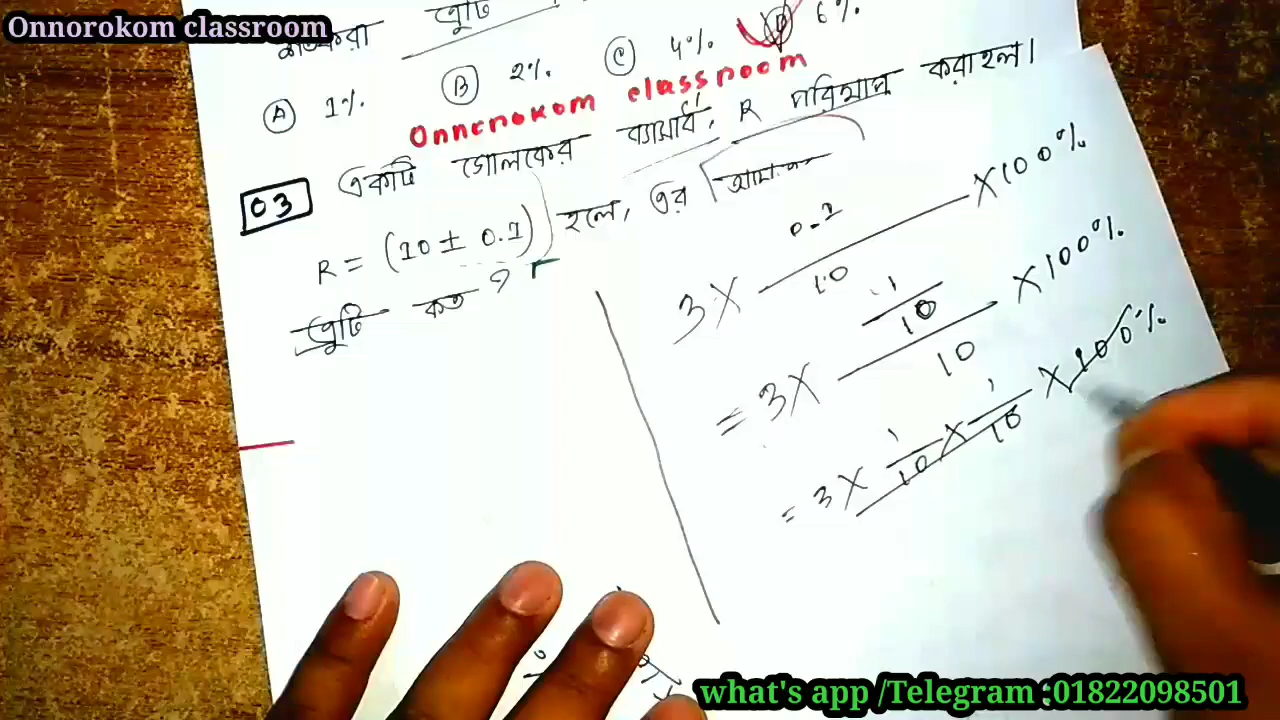 Onnorokom classroom
শতকরা ত্রুটি
(A) 1%. (B) 2%. (C) 4%. (D) 6%.
Onnorokom classroom
03 একটি গোলকের ব্যাসার্ধ, R পরিমাপ করা হল।
R = (10 ± 0.1) হলে, এর
ত্রুটি কত?
3 × 0.1/10 × 100%
= 3 × 1/10/10 × 100%
= 3 × 1/10 × 1/10 × 100%
what's app /Telegram :01822098501